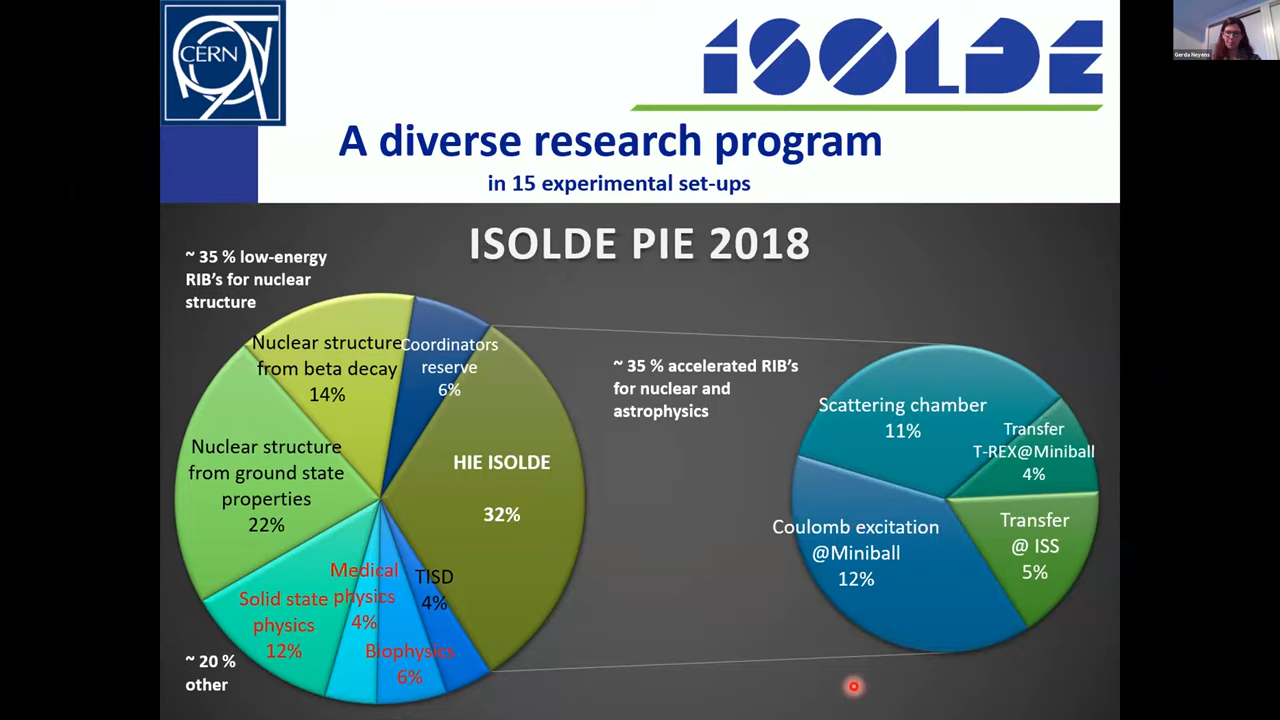 CERN
ISOLDE
Gerda Neyens
A diverse research program
in 15 experimental set-ups
ISOLDE PIE 2018
~ 35 % low-energy
RIB's for nuclear
structure
Nuclear structure
from beta decay
14%
Coordinators
reserve
6%
HIE ISOLDE
32%
Nuclear structure
from ground state
properties
22%
Solid state
physics
12%
Medical
physics
4%
Biophysics
6%
TISD
4%
~ 20 %
other
~ 35 % accelerated RIB's
for nuclear and
astrophysics
Scattering chamber
11%
Transfer
T-REX@Miniball
4%
Coulomb excitation
@Miniball
12%
Transfer
@ ISS
5%